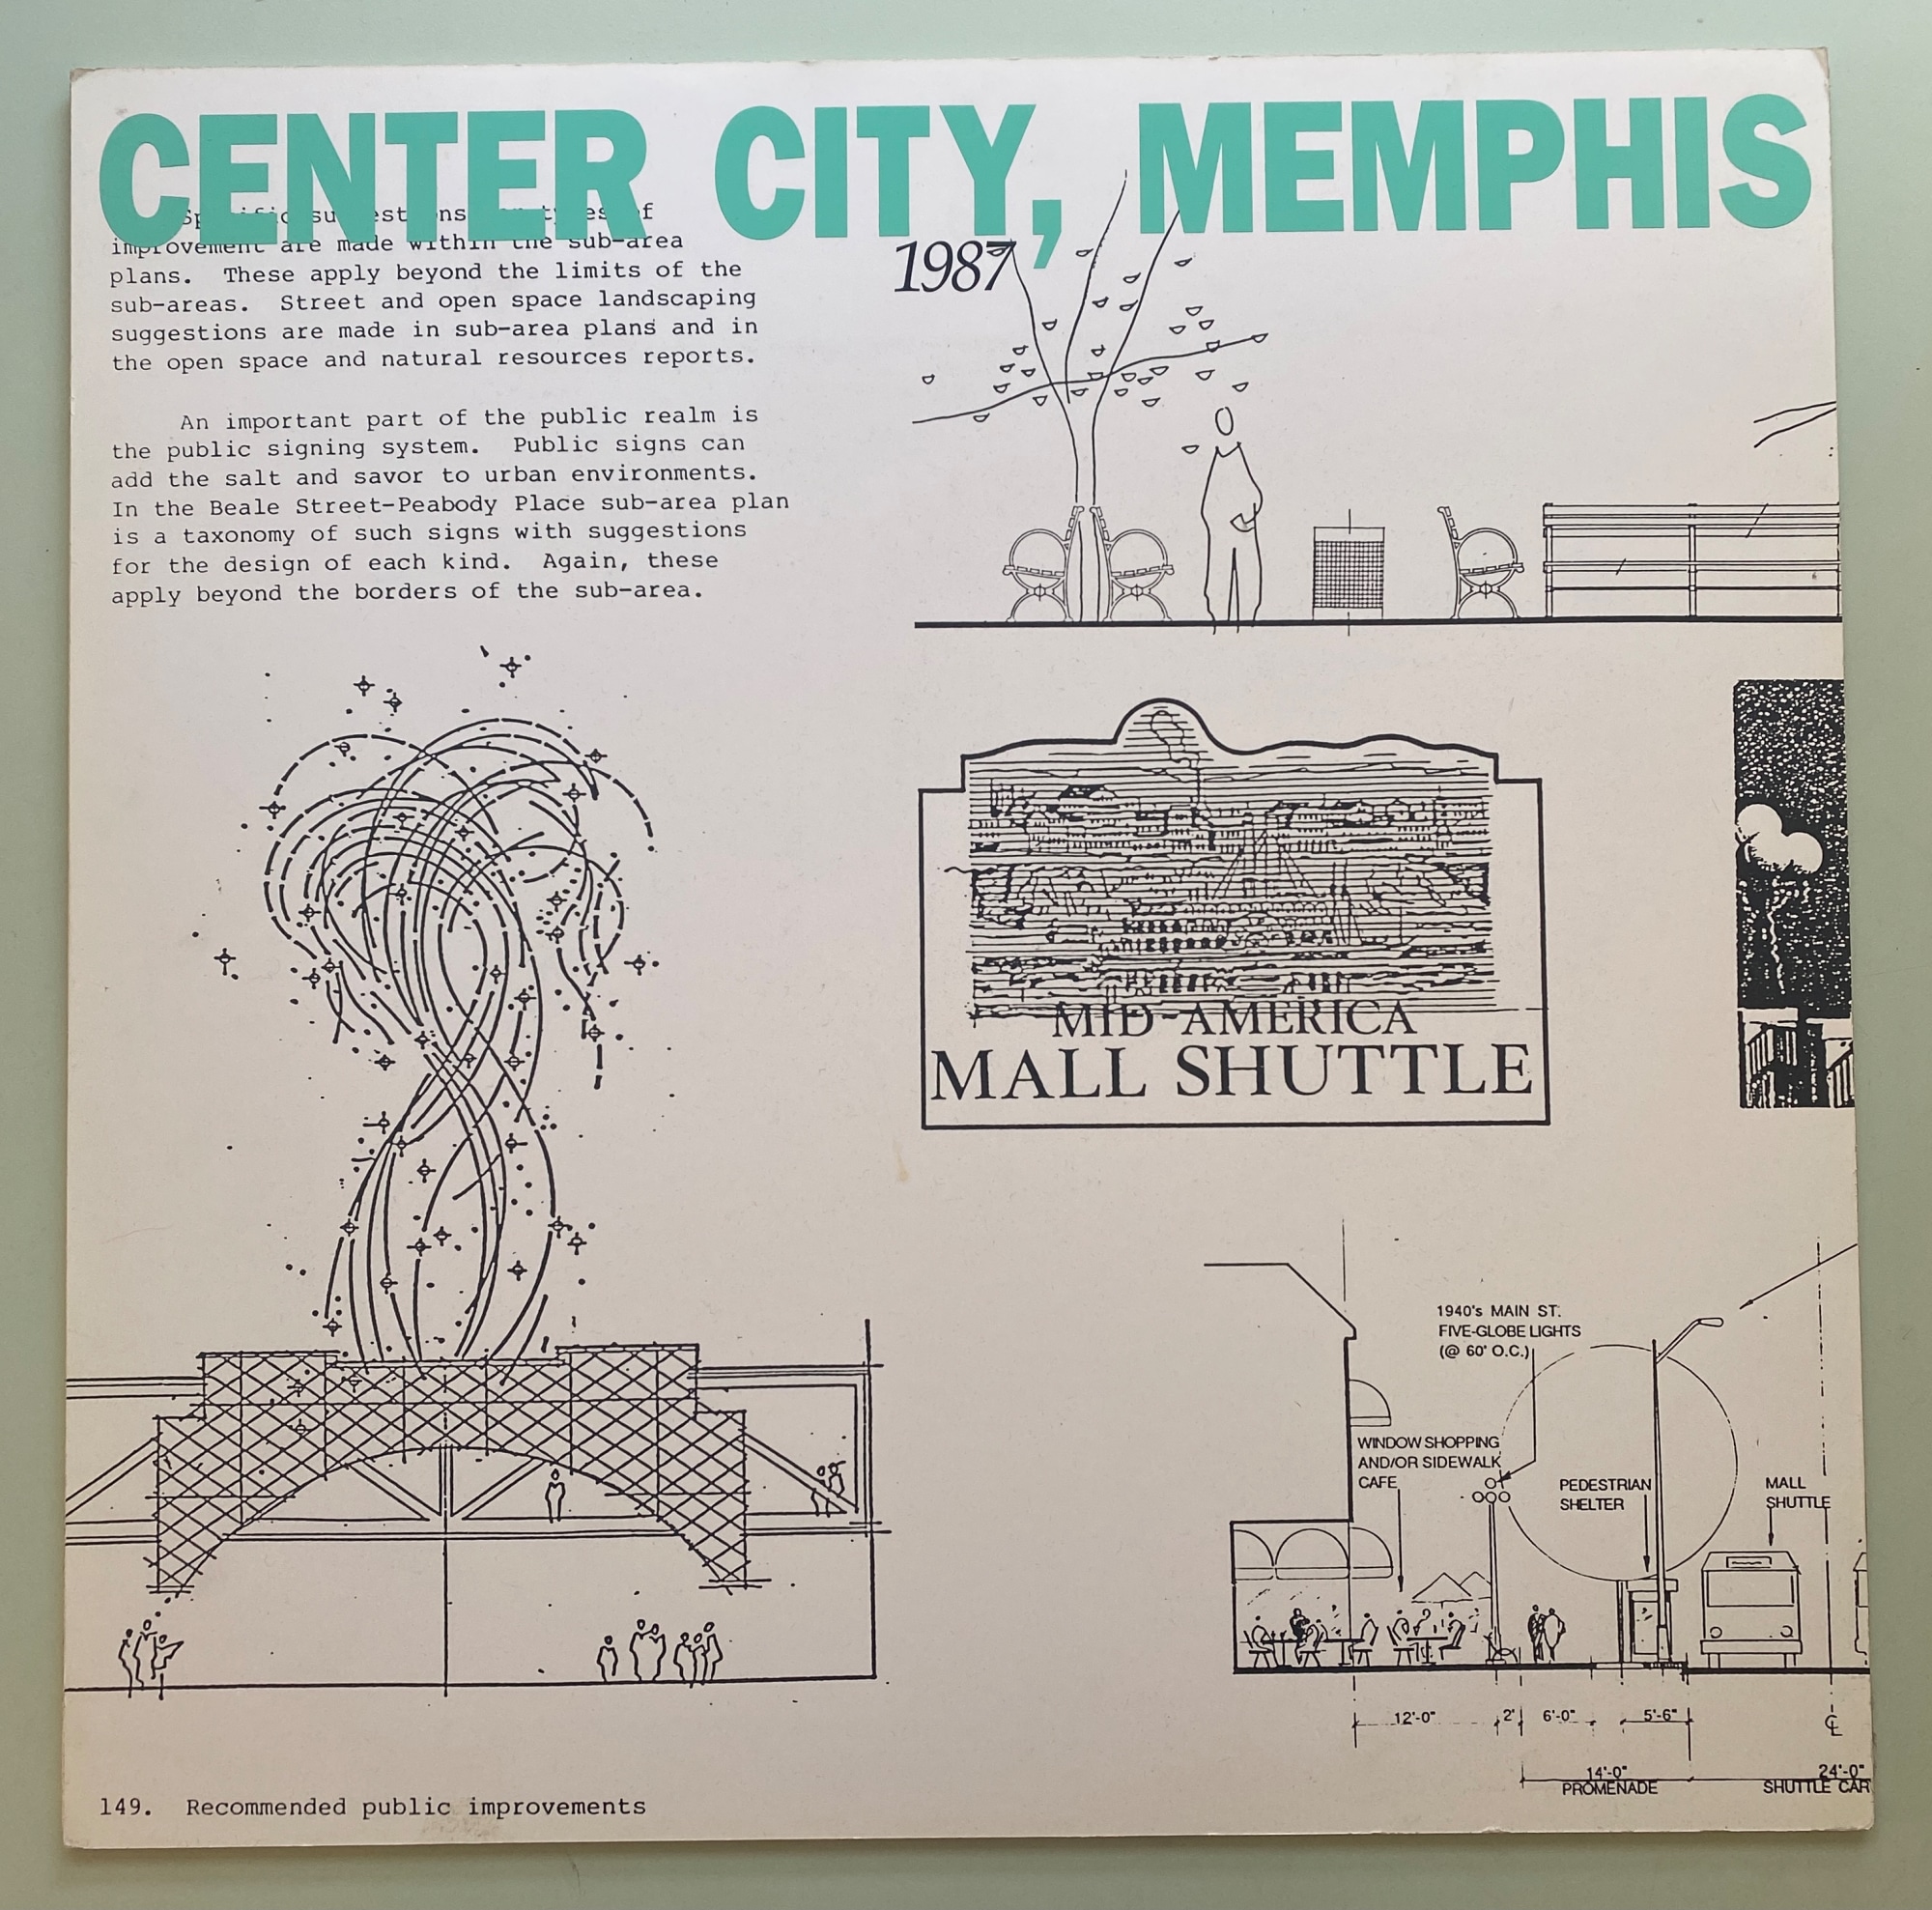 CENTER CITY, MEMPHIS
1987
Specific suggestions types of
improvement are made within the sub-area
plans. These apply beyond the limits of the
sub-areas. Street and open space landscaping
suggestions are made in sub-area plans and in
the open space and natural resources reports.
An important part of the public realm is
the public signing system. Public signs can
add the salt and savor to urban environments.
In the Beale Street-Peabody Place sub-area plan
is a taxonomy of such signs with suggestions
for the design of each kind. Again, these
apply beyond the borders of the sub-area.
MID-AMERICA
MALL SHUTTLE
1940's MAIN ST.
FIVE-GLOBE LIGHTS
(@ 60' O.C.)
WINDOW SHOPPING
AND/OR SIDEWALK
CAFE
PEDESTRIAN
SHELTER
MALL
SHUTTLE
12'-0"
2'
6'-0"
5'-6"
14'-0"
PROMENADE
24'-0"
SHUTTLE CAR
149. Recommended public improvements